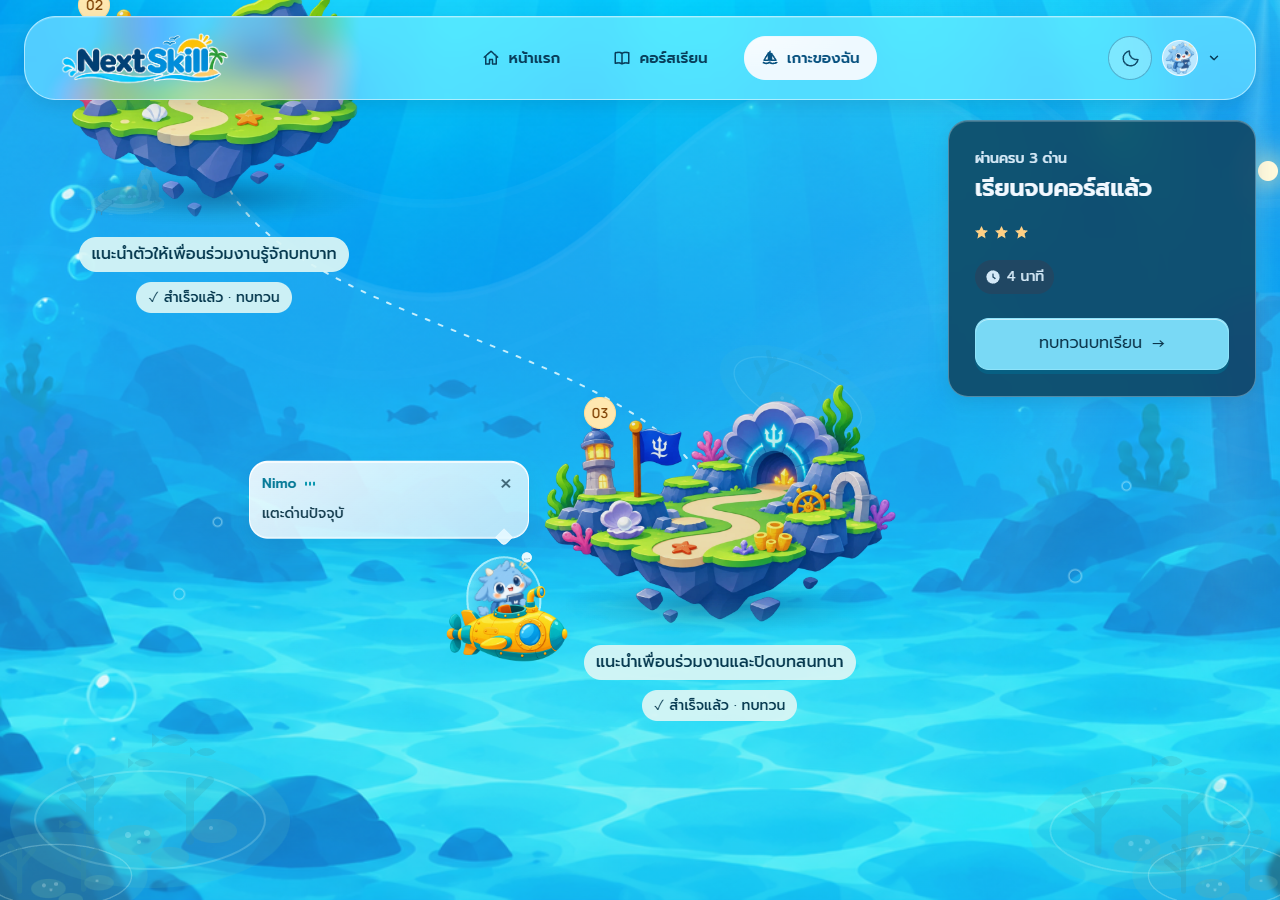 02
NextSkill
หน้าแรก
คอร์สเรียน
เกาะของฉัน
ผ่านครบ 3 ด่าน
เรียนจบคอร์สแล้ว
4 นาที
ทบทวนบทเรียน →
แนะนำตัวให้เพื่อนร่วมงานรู้จักบทบาท
✓ สำเร็จแล้ว · ทบทวน
03
Nimo
แตะด่านปัจจุบั
แนะนำเพื่อนร่วมงานและปิดบทสนทนา
✓ สำเร็จแล้ว · ทบทวน